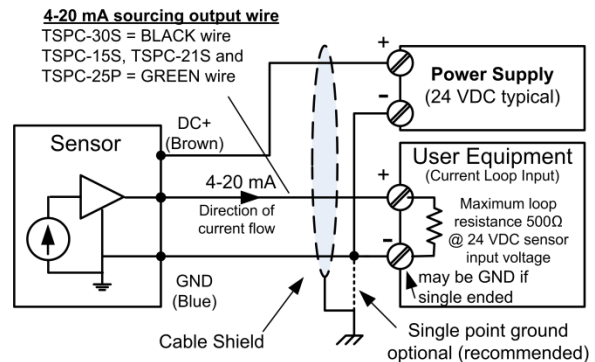 4-20 mA sourcing output wire
TSPC-30S = BLACK wire
TSPC-15S, TSPC-21S and
TSPC-25P = GREEN wire
+
-
Power Supply
(24 VDC typical)
Sensor
DC+
(Brown)
4-20 mA
Direction of
current flow
GND
(Blue)
User Equipment
(Current Loop Input)
+
-
Maximum loop
resistance 500Ω
@ 24 VDC sensor
input voltage
may be GND if
single ended
Cable Shield
Single point ground
optional (recommended)